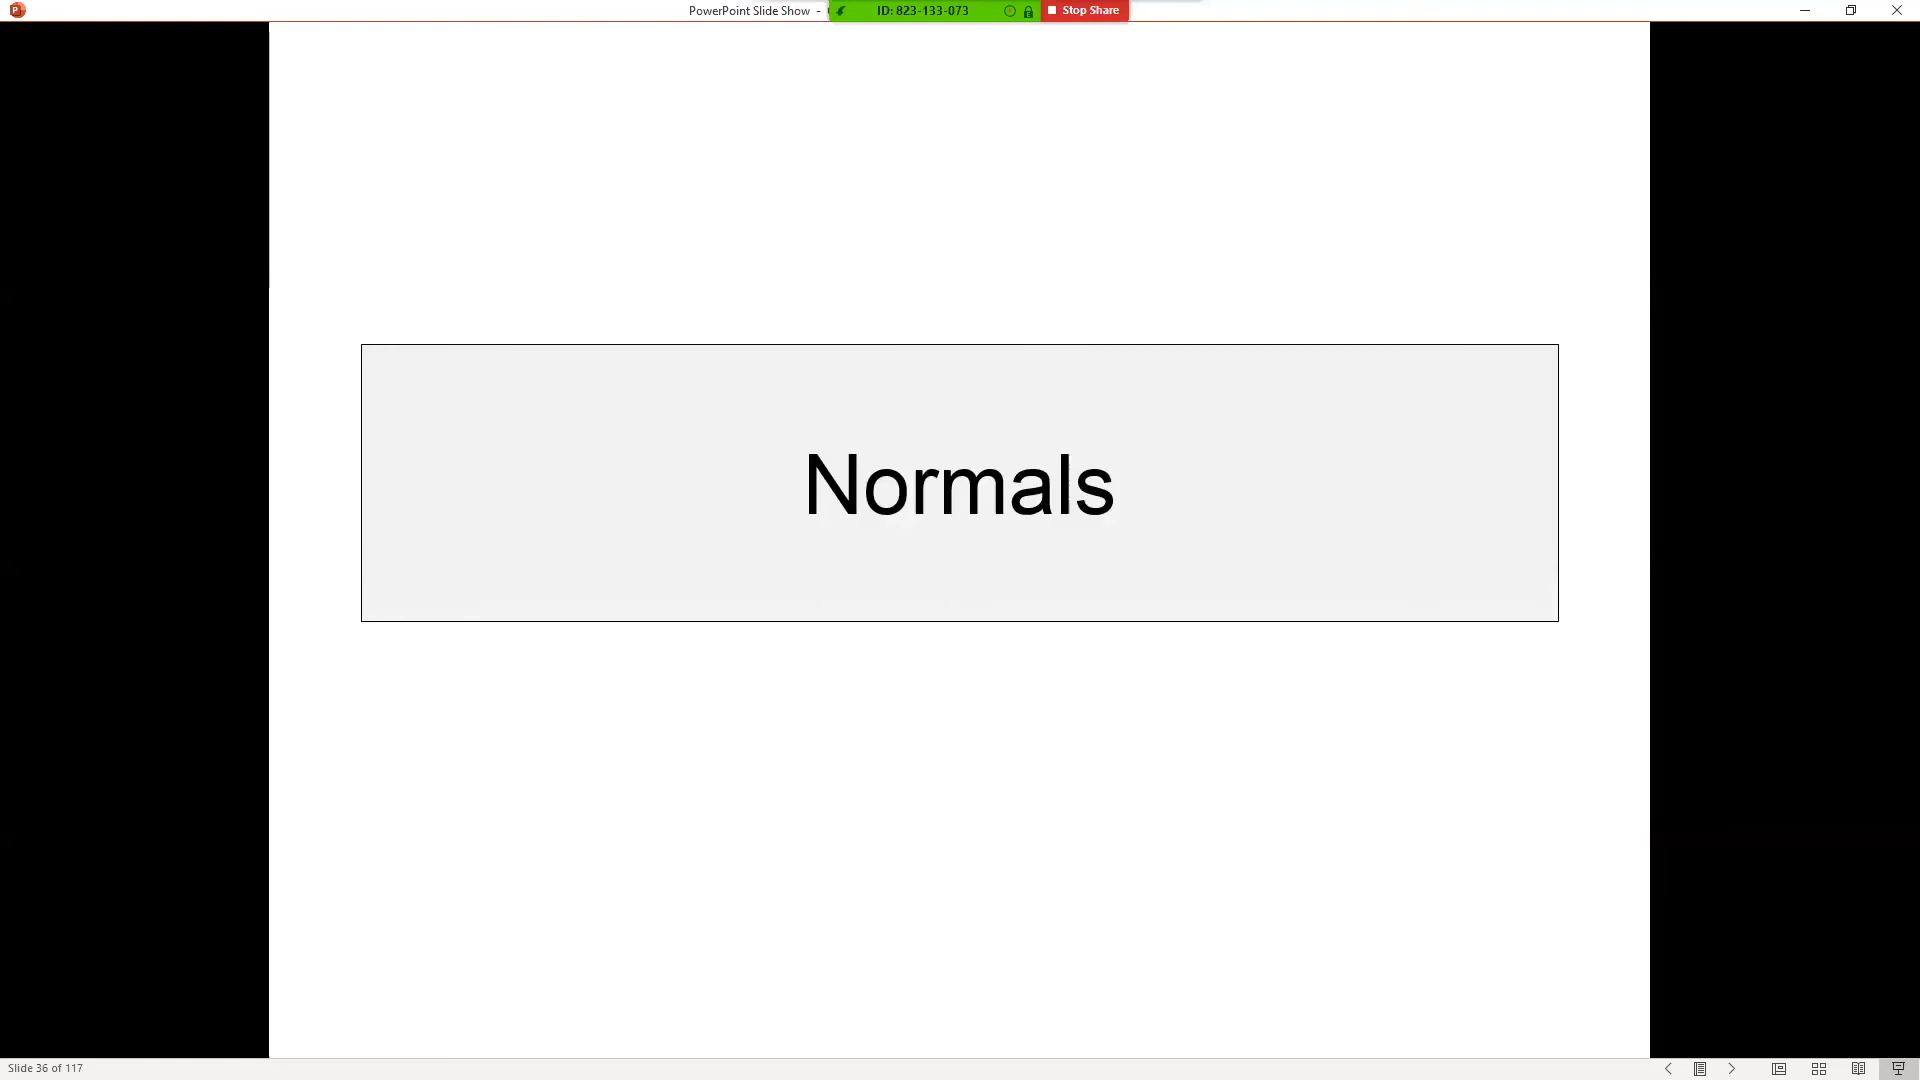 PowerPoint Slide Show - ID: 823-133-073 Stop Share
Normals
Slide 36 of 117